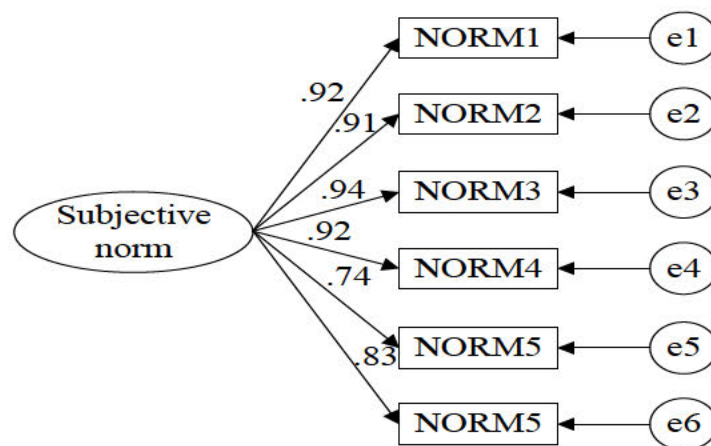 NORM1
e1
.92
NORM2
e2
.91
NORM3
e3
.94
Subjective
norm
.92
NORM4
e4
.74
NORM5
e5
.83
NORM5
e6